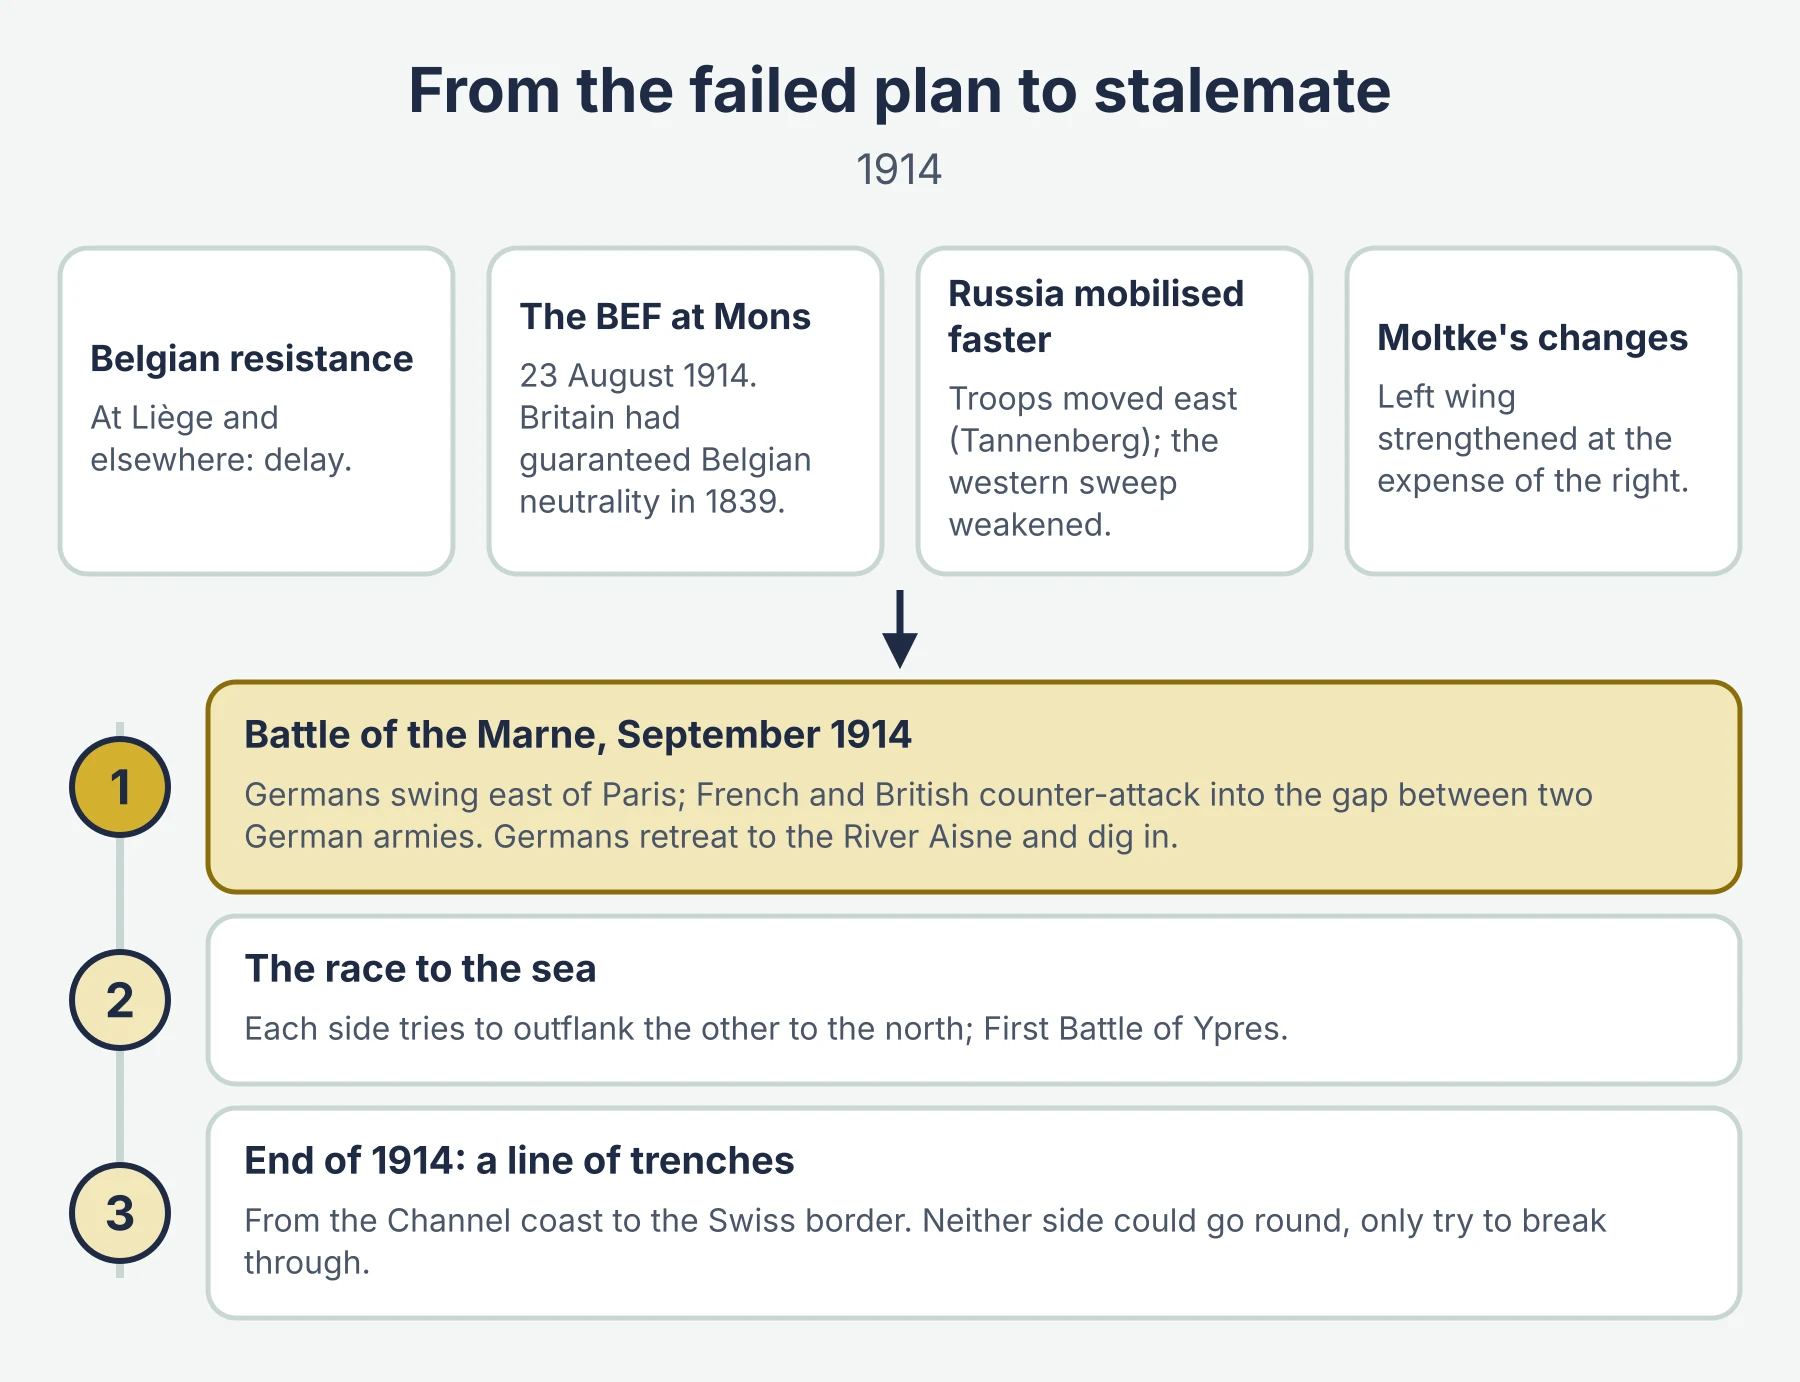 From the failed plan to stalemate
1914
Belgian resistance
At Liège and
elsewhere: delay.
The BEF at Mons
23 August 1914.
Britain had
guaranteed Belgian
neutrality in 1839.
Russia mobilised
faster
Troops moved east
(Tannenberg); the
western sweep
weakened.
Moltke's changes
Left wing
strengthened at the
expense of the right.
1
Battle of the Marne, September 1914
Germans swing east of Paris; French and British counter-attack into the gap between two
German armies. Germans retreat to the River Aisne and dig in.
2
The race to the sea
Each side tries to outflank the other to the north; First Battle of Ypres.
3
End of 1914: a line of trenches
From the Channel coast to the Swiss border. Neither side could go round, only try to break
through.